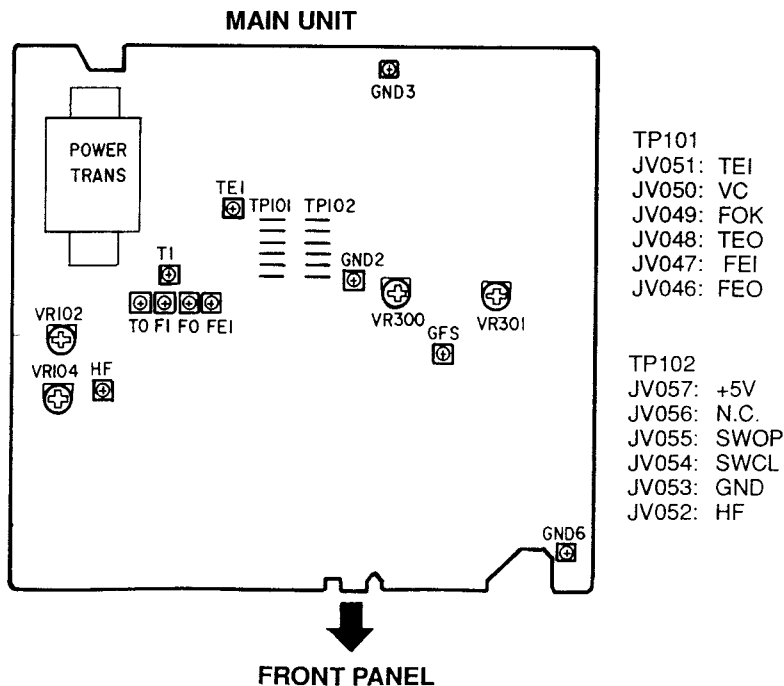 MAIN UNIT
GND3
POWER
TRANS
TP101
JV051: TEI
JV050: VC
JV049: FOK
JV048: TEO
JV047: FEI
JV046: FEO
TEI
TP101 TP102
TI
GND2
TO FI FO FEI
VR102
VR300
VR301
GFS
VR104
HF
TP102
JV057: +5V
JV056: N.C.
JV055: SWOP
JV054: SWCL
JV053: GND
JV052: HF
GND6
FRONT PANEL